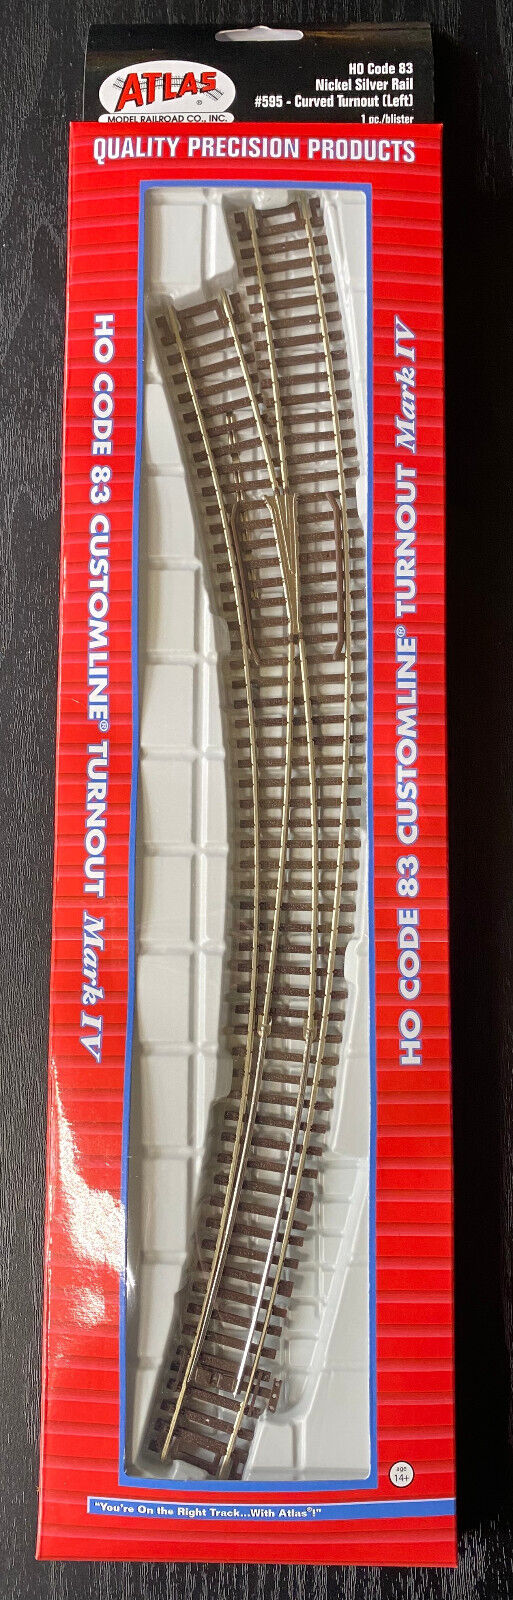 ATLAS®
MODEL RAILROAD CO., INC.
HO Code 83
Nickel Silver Rail
#595 - Curved Turnout (Left)
1 pc./blister
QUALITY PRECISION PRODUCTS
HO CODE 83 CUSTOMLINE® TURNOUT Mark IV
HO CODE 83 CUSTOMLINE® TURNOUT Mark IV
age
14+
"You're On the Right Track...With Atlas®!"